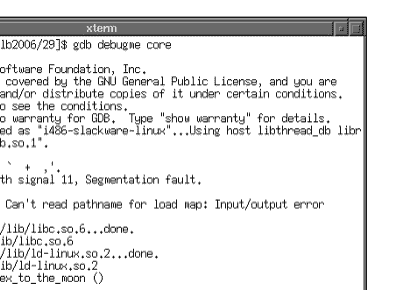 xterm
lb2006/29]$ gdb debugme core
oftware Foundation, Inc.
covered by the GNU General Public License, and you are
and/or distribute copies of it under certain conditions.
o see the conditions.
o warranty for GDB.  Type "show warranty" for details.
ed as "i486-slackware-linux"...Using host libthread_db libr
b.so.1".
` + ,'.
th signal 11, Segmentation fault.
Can't read pathname for load map: Input/output error
/lib/libc.so.6...done.
ib/libc.so.6
/lib/ld-linux.so.2...done.
ib/ld-linux.so.2
ex_to_the_moon ()